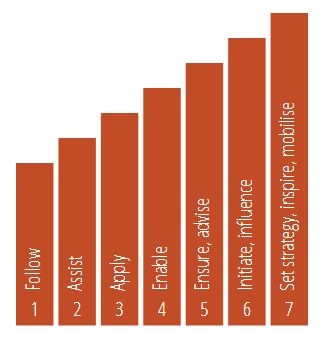 Follow
1
Assist
2
Apply
3
Enable
4
Ensure, advise
5
Initiate, influence
6
Set strategy, inspire, mobilise
7